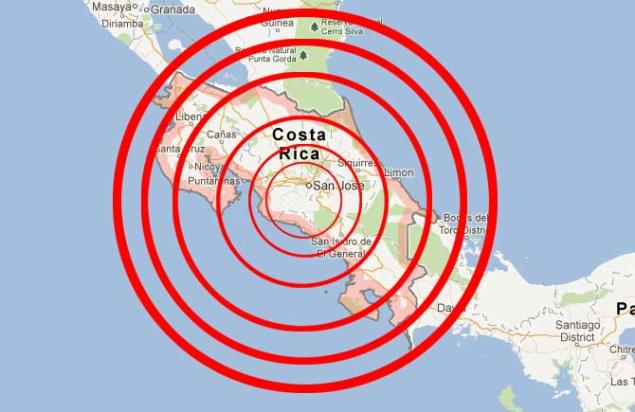 Masaya
Granada
Diriamba
Reserva Natural
Cerro Silva
Guinea
Reserva Natural
Punta Gorda
Liberia
Cañas
Costa
Rica
Santa Cruz
Nicoya
Siquirres
Limon
Puntarenas
San José
Bocas del
Toro District
San Isidro de
El General
Davi
Pa
Santiago
District
Chitre
Las T